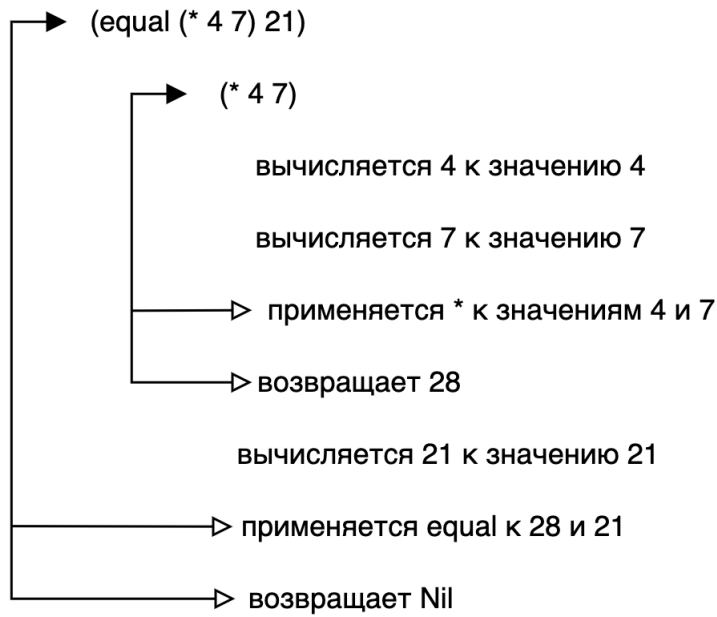 (equal (* 4 7) 21)
(* 4 7)
вычисляется 4 к значению 4
вычисляется 7 к значению 7
применяется * к значениям 4 и 7
возвращает 28
вычисляется 21 к значению 21
применяется equal к 28 и 21
возвращает Nil